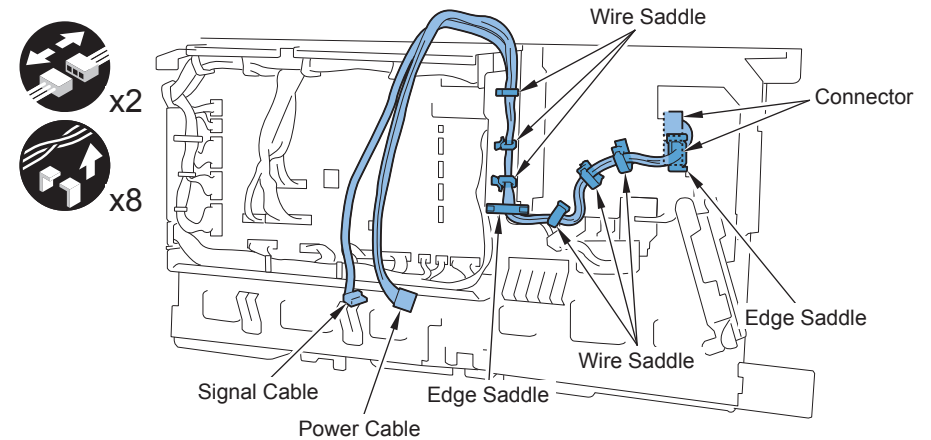 Wire Saddle
x2
Connector
x8
Edge Saddle
Wire Saddle
Signal Cable
Edge Saddle
Power Cable